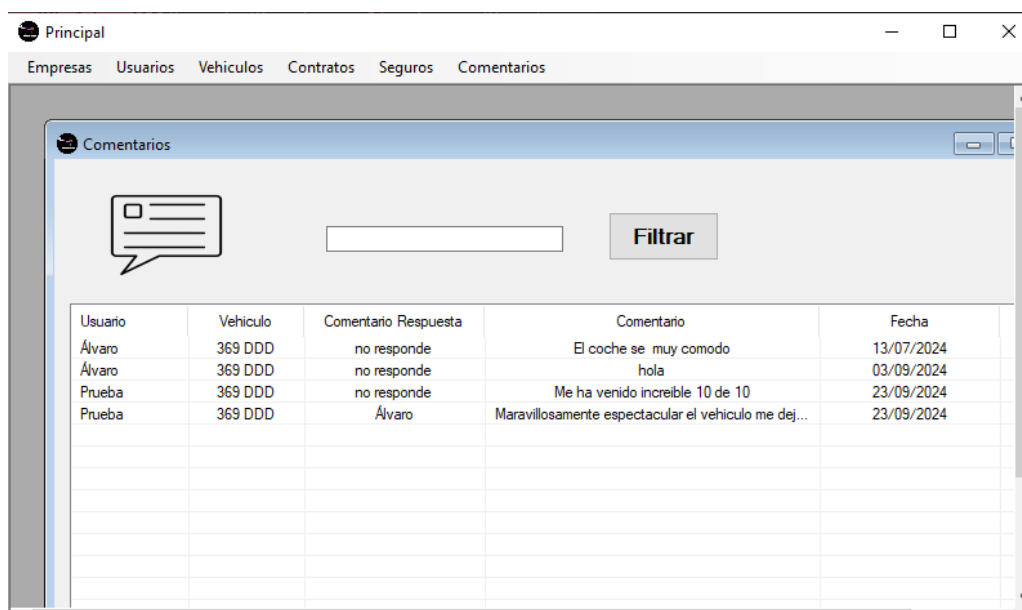 Principal
Empresas Usuarios Vehiculos Contratos Seguros Comentarios
Comentarios
Filtrar
Usuario Vehiculo Comentario Respuesta Comentario Fecha
Álvaro 369 DDD no responde El coche se muy comodo 13/07/2024
Álvaro 369 DDD no responde hola 03/09/2024
Prueba 369 DDD no responde Me ha venido increible 10 de 10 23/09/2024
Prueba 369 DDD Álvaro Maravillosamente espectacular el vehiculo me dej... 23/09/2024